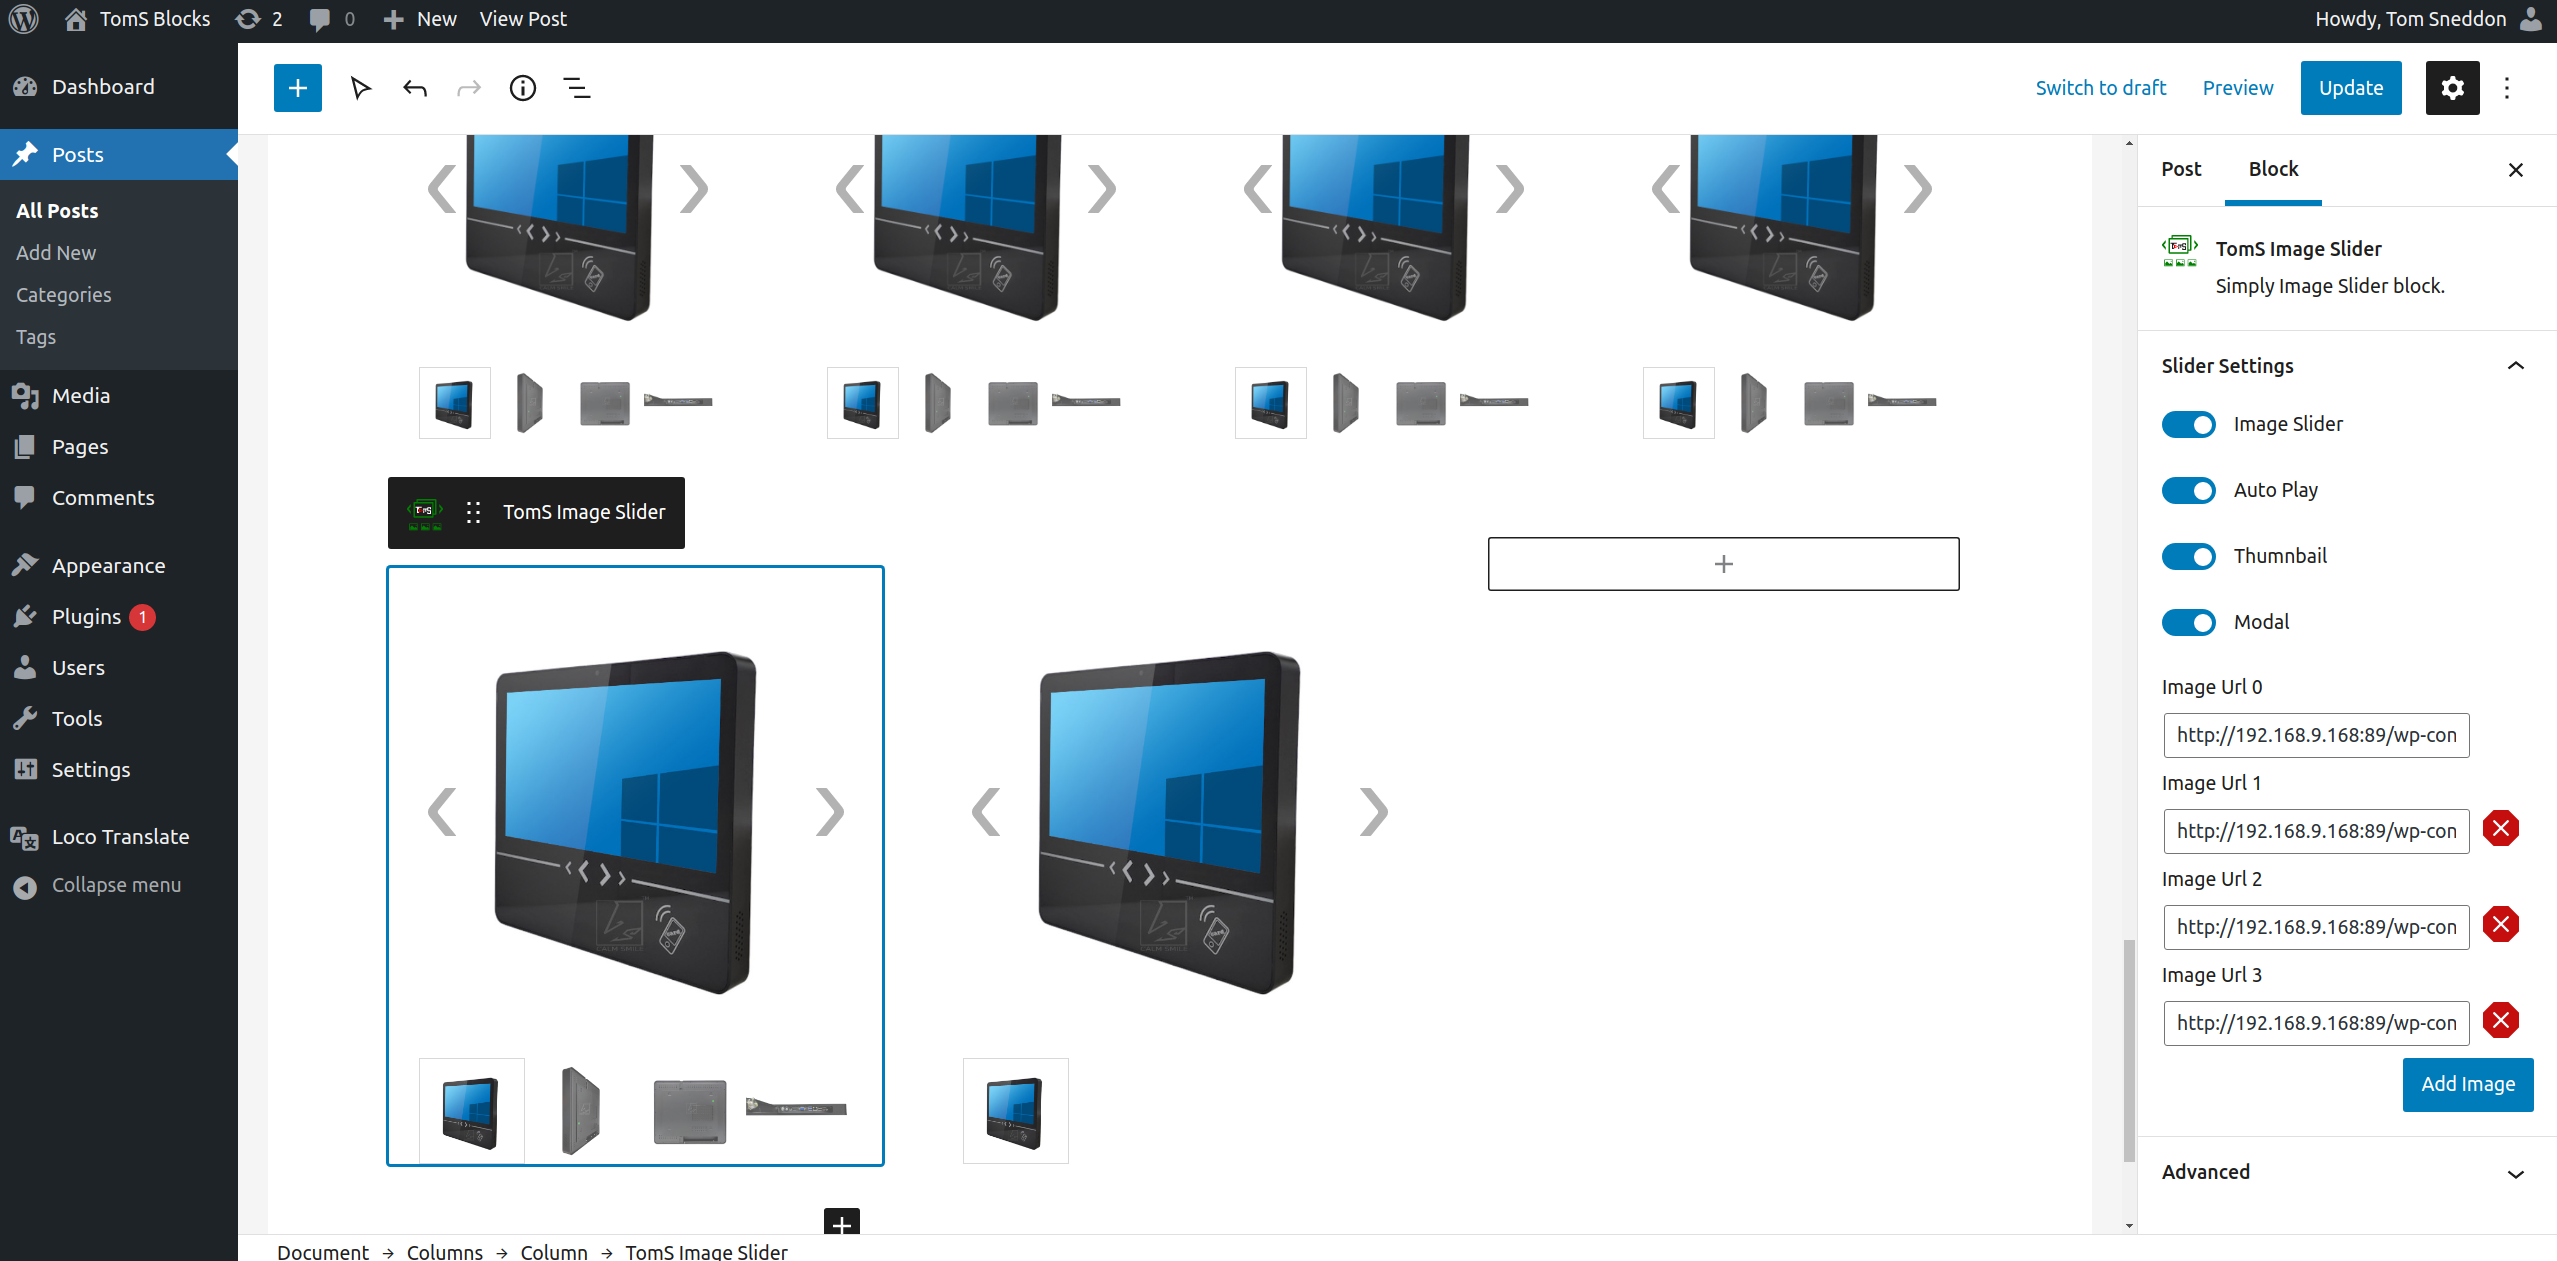 TomS Blocks
2
0
New
View Post
Howdy, Tom Sneddon
Dashboard
Posts
All Posts
Add New
Categories
Tags
Media
Pages
Comments
Appearance
Plugins 1
Users
Tools
Settings
Loco Translate
Collapse menu
Switch to draft
Preview
Update
TomS Image Slider
Document → Columns → Column → TomS Image Slider
Post
Block
TomS
TomS Image Slider
Simply Image Slider block.
Slider Settings
Image Slider
Auto Play
Thumnbail
Modal
Image Url 0
http://192.168.9.168:89/wp-con
Image Url 1
http://192.168.9.168:89/wp-con
Image Url 2
http://192.168.9.168:89/wp-con
Image Url 3
http://192.168.9.168:89/wp-con
Add Image
Advanced